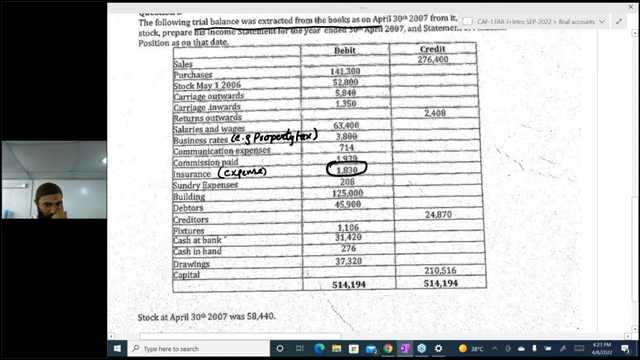 CAF-I FAR-I+Intro SEP-2022 > final accounts
The following trial balance was extracted from the books as on April 30th 2007 from it,
stock, prepare his Income Statement for the year ended 30th April 2007, and Statement of Financial
Position as on that date.
Debit Credit
Sales 276,400
Purchases 141,300
Stock May 1 2006 52,800
Carriage outwards 5,840
Carriage inwards 1,350
Returns outwards 2,408
Salaries and wages 63,400
Business rates (e.g Property tax) 3,800
Communication expenses 714
Commission paid 1,930
Insurance (expense) 1,830
Sundry Expenses 208
Building 125,000
Debtors 45,900
Creditors 24,870
Fixtures 1,106
Cash at bank 31,420
Cash in hand 276
Drawings 37,320
Capital 210,516
514,194 514,194
Stock at April 30th 2007 was 58,440.
Type here to search
38°C
4:23 PM
4/8/2022